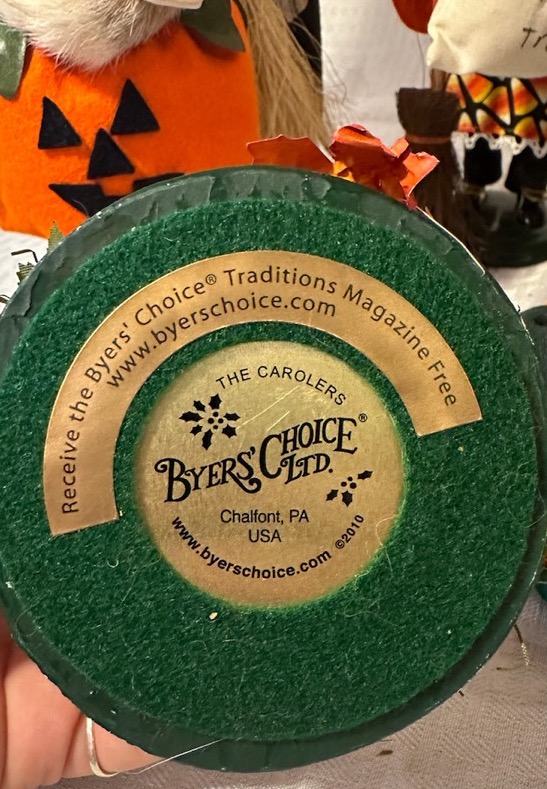 Receive the Byers' Choice® Traditions Magazine Free
www.byerschoice.com
THE CAROLERS
BYERS' CHOICE®
LTD.
Chalfont, PA
USA
www.byerschoice.com ©2010